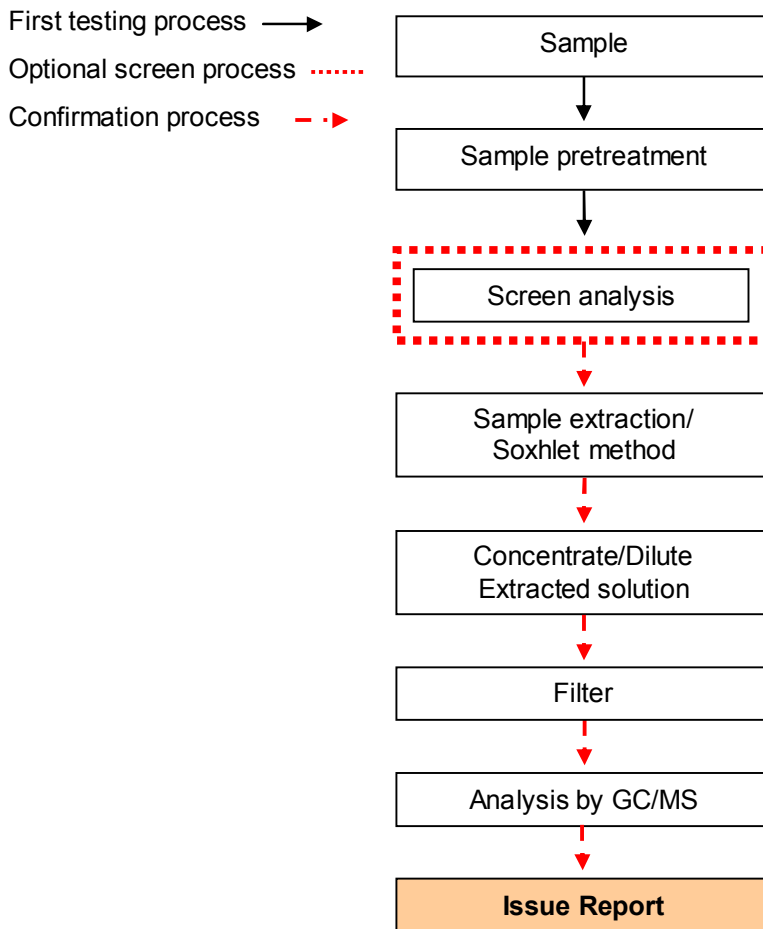 First testing process
Optional screen process
Confirmation process
Sample
Sample pretreatment
Screen analysis
Sample extraction/
Soxhlet method
Concentrate/Dilute
Extracted solution
Filter
Analysis by GC/MS
Issue Report